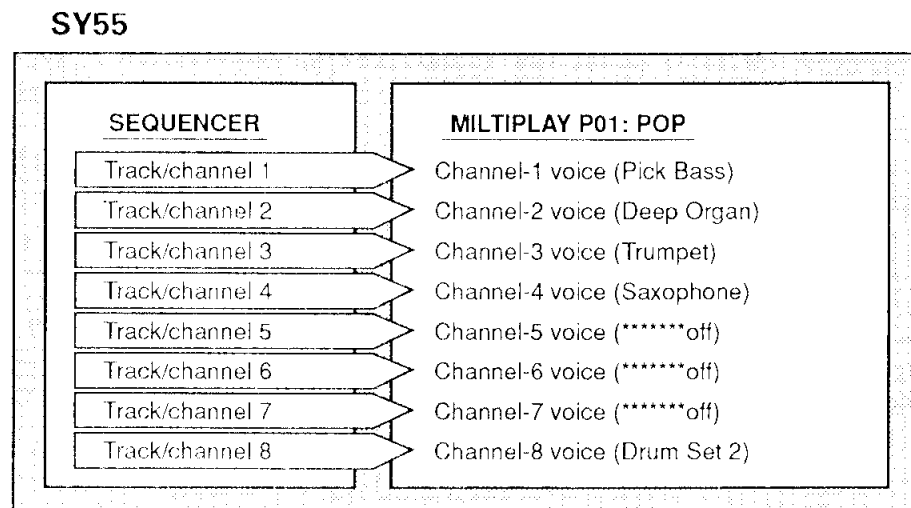 SY55
SEQUENCER
Track/channel 1
Track/channel 2
Track/channel 3
Track/channel 4
Track/channel 5
Track/channel 6
Track/channel 7
Track/channel 8
MILTIPLAY P01: POP
Channel-1 voice (Pick Bass)
Channel-2 voice (Deep Organ)
Channel-3 voice (Trumpet)
Channel-4 voice (Saxophone)
Channel-5 voice (*******off)
Channel-6 voice (*******off)
Channel-7 voice (*******off)
Channel-8 voice (Drum Set 2)